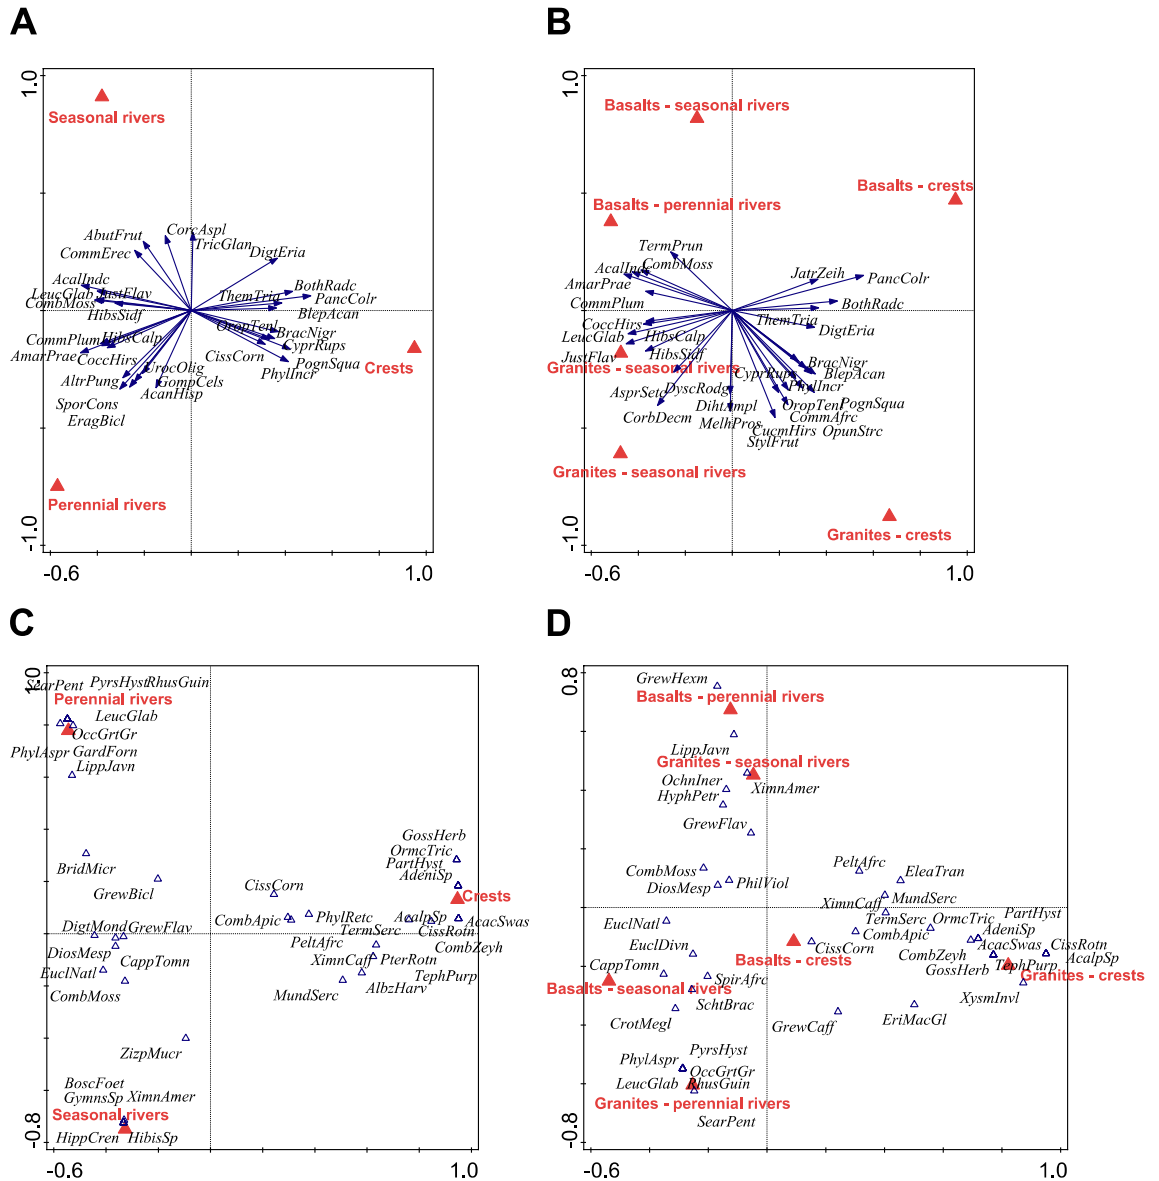 A
1.0
Seasonal rivers
CorcAspl
AbutFrut
TricGlan
CommErec
DigtEria
AcalIndc
BothRadc
LeucGlab JustFlav
ThemTria
PancColr
CombMoss
HibsSidf
BlepAcan
OropTenl
BracNigr
CommPlum HibsCalp
CyprRups
AmarPrae
CoccHirs
CissCorn
PognSqua
Crests
UrocOlig
PhylIncr
AltrPung
GompCels
AcanHisp
SporCons
EragBicl
Perennial rivers
-1.0
-0.6
1.0
B
Basalts - seasonal rivers
Basalts - crests
Basalts - perennial rivers
TermPrun
AcalIndc
CombMoss
JatrZeih
PancColr
AmarPrae
CommPlum
BothRadc
CoccHirs
ThemTria
DigtEria
LeucGlab
HibsCalp
JustFlav
HibsSidf
BracNigr
Granites - seasonal rivers
CyprRups
BlepAcan
AsprSetc
DyscRodg
PhylIncr
CorbDecm
DihtAmpl
OropTenl
PognSqua
MelhPros
CommAfrc
CucmHirs
OpunStrc
StylFrut
Granites - seasonal rivers
Granites - crests
-0.6
1.0
C
1.0
SearPent
PyrsHyst
RhusGuin
Perennial rivers
LeucGlab
OccGrtGr
PhylAspr
GardForn
LippJavn
GossHerb
OrmcTric
BridMicr
PartHyst
AdeniSp
GrewBicl
CissCorn
Crests
CombApic
PhylRetc
AcalpSp
AcacSwas
DigtMond
GrewFlav
TermSerc
CissRotn
DiosMesp
PeltAfrc
CombZeyh
CappTomn
XimnCaff
PterRotn
EuclNatl
TephPurp
CombMoss
MundSerc
AlbzHarv
ZizpMucr
BoscFoet
GymnsSp
XimnAmer
Seasonal rivers
HippCren
HibisSp
-0.8
-0.6
1.0
D
0.8
GrewHexm
Basalts - perennial rivers
LippJavn
Granites - seasonal rivers
OchnIner
XimnAmer
HyphPetr
GrewFlav
CombMoss
PeltAfrc
EleaTran
DiosMesp
PhilViol
XimnCaff
MundSerc
EuclNatl
TermSerc
OrmcTric
PartHyst
CombApic
AdeniSp
EuclDivn
CissCorn
CombZeyh
AcacSwas
CissRotn
Basalts - crests
AcalpSp
CappTomn
GossHerb
TephPurp
SpirAfrc
Granites - crests
Basalts - seasonal rivers
SchtBrac
XysmInvl
CrotMegl
GrewCaff
EriMacGl
PyrsHyst
PhylAspr
OccGrtGr
LeucGlab
RhusGuin
Granites - perennial rivers
SearPent
-0.8
-0.6
1.0